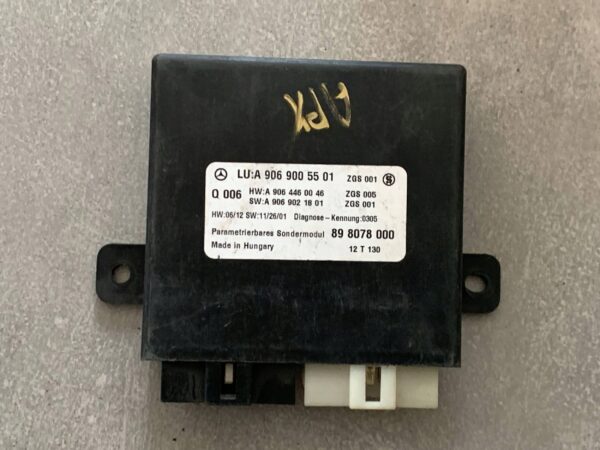 LU:A 906 900 55 01 ZGS 001
Q 006 HW:A 906 446 00 46 ZGS 005
SW:A 906 902 18 01 ZGS 001
HW:06/12 SW:11/26/01 Diagnose - Kennung:0305
Parametrierbares Sondermodul 89 8078 000
Made in Hungary 12 T 130